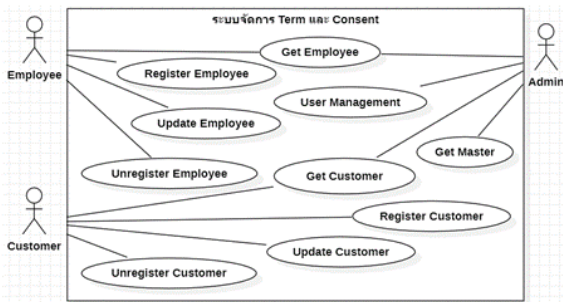 ระบบจัดการ Term และ Consent
Get Employee
Employee
Register Employee
Admin
User Management
Update Employee
Get Master
Unregister Employee
Get Customer
Register Customer
Customer
Update Customer
Unregister Customer